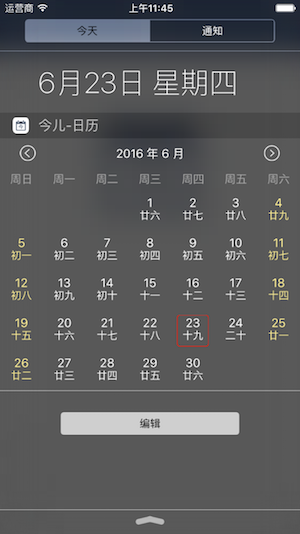 运营商 上午11:45
今天 通知
6月23日 星期四
今儿-日历
2016 年 6 月
周日 周一 周二 周三 周四 周五 周六
1 2 3 4
廿六 廿七 廿八 廿九
5 6 7 8 9 10 11
初一 初二 初三 初四 初五 初六 初七
12 13 14 15 16 17 18
初八 初九 初十 十一 十二 十三 十四
19 20 21 22 23 24 25
十五 十六 十七 十八 十九 二十 廿一
26 27 28 29 30
廿二 廿三 廿四 廿五 廿六
编辑